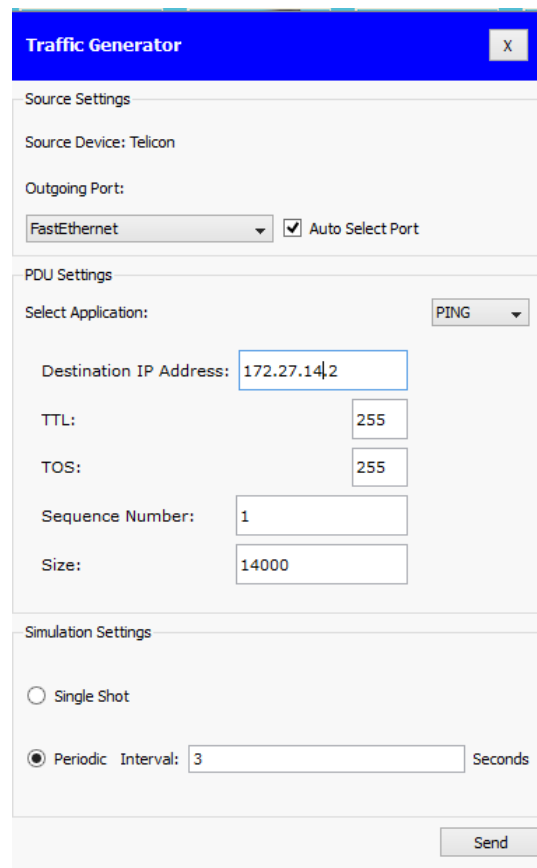 Traffic Generator X
Source Settings
Source Device: Telicon
Outgoing Port:
FastEthernet Auto Select Port
PDU Settings
Select Application: PING
Destination IP Address: 172.27.14.2
TTL: 255
TOS: 255
Sequence Number: 1
Size: 14000
Simulation Settings
Single Shot
Periodic Interval: 3 Seconds
Send